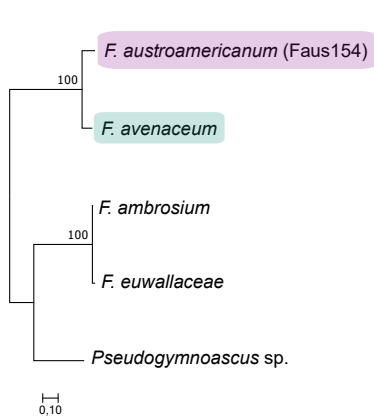 F. austroamericanum (Faus154)
100
F. avenaceum
F. ambrosium
100
F. euwallaceae
Pseudogymnoascus sp.
0,10